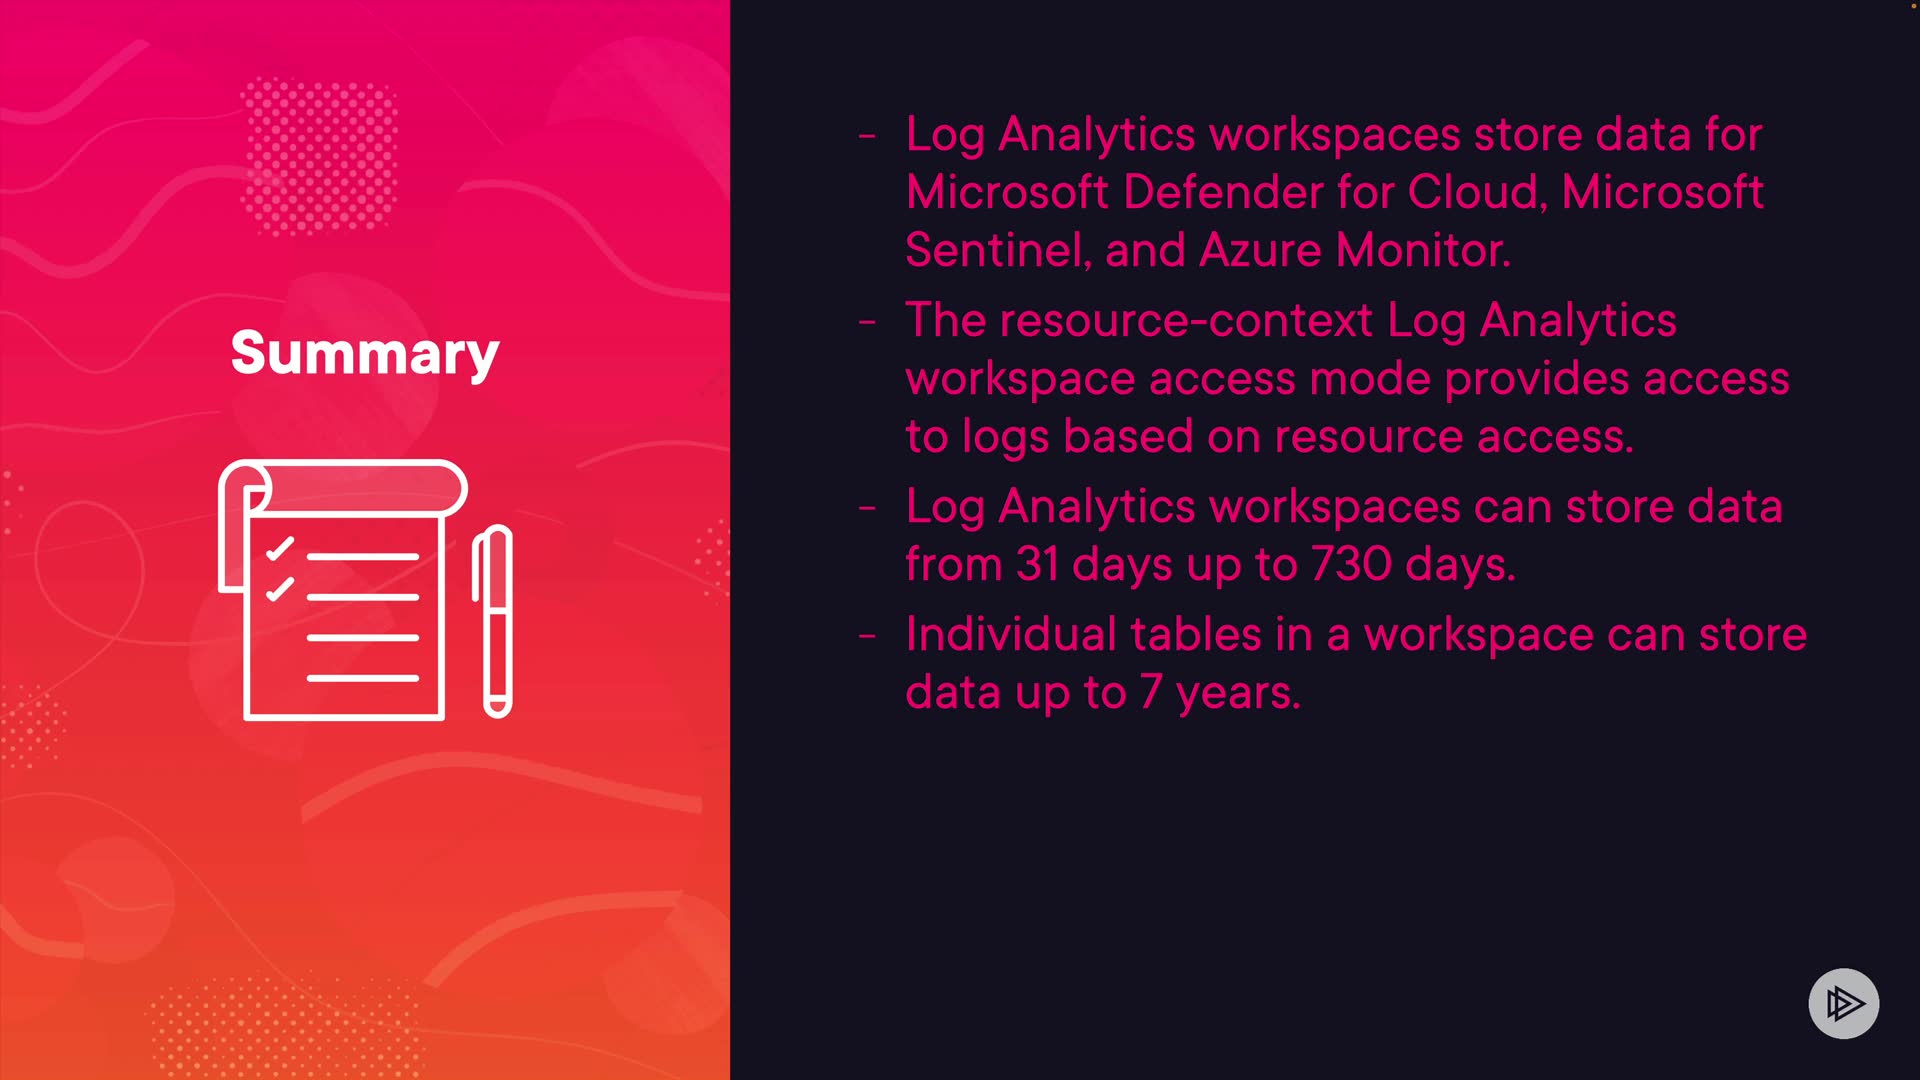 Summary
- Log Analytics workspaces store data for
Microsoft Defender for Cloud, Microsoft
Sentinel, and Azure Monitor.
- The resource-context Log Analytics
workspace access mode provides access
to logs based on resource access.
- Log Analytics workspaces can store data
from 31 days up to 730 days.
- Individual tables in a workspace can store
data up to 7 years.